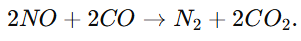 2NO + 2CO → N₂ + 2CO₂.